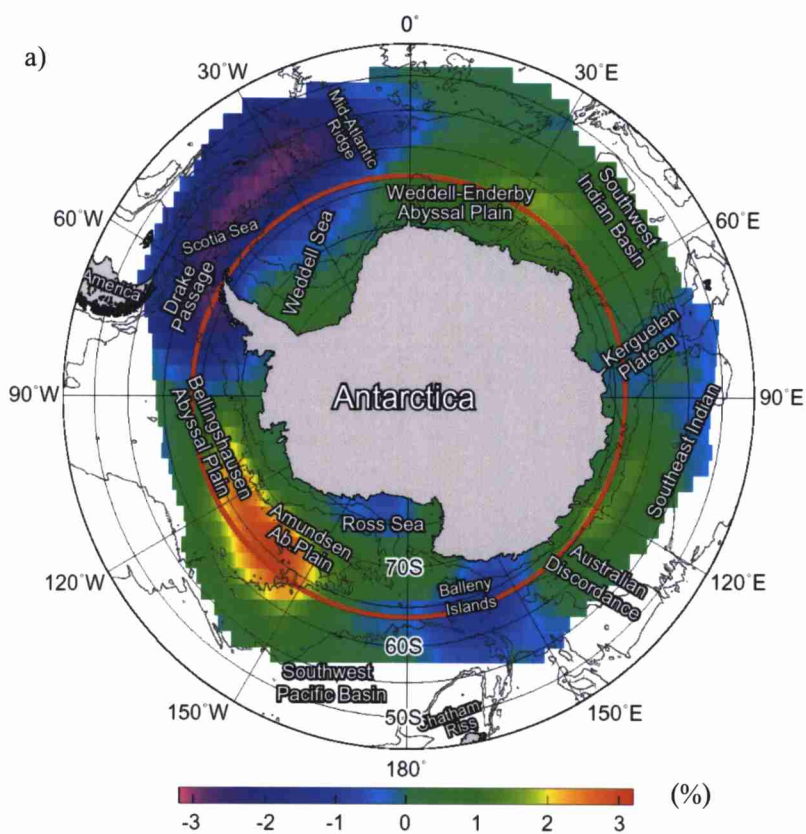 a)
0°
30°W
30°E
Mid-Atlantic
Ridge
Southwest
Indian Basin
60°W
60°E
Weddell-Enderby
Abyssal Plain
Scotia Sea
Weddell Sea
America
Drake
Passage
Kerguelen
Plateau
90°W
Antarctica
90°E
Bellingshausen
Abyssal Plain
Southeast Indian
Amundsen
Ab.Plain
Ross Sea
70S
Australian
Discordance
120°W
120°E
Balleny
Islands
60S
Southwest
Pacific Basin
150°W
50S
Chatham
Riss
150°E
180°
-3 -2 -1 0 1 2 3 (%)